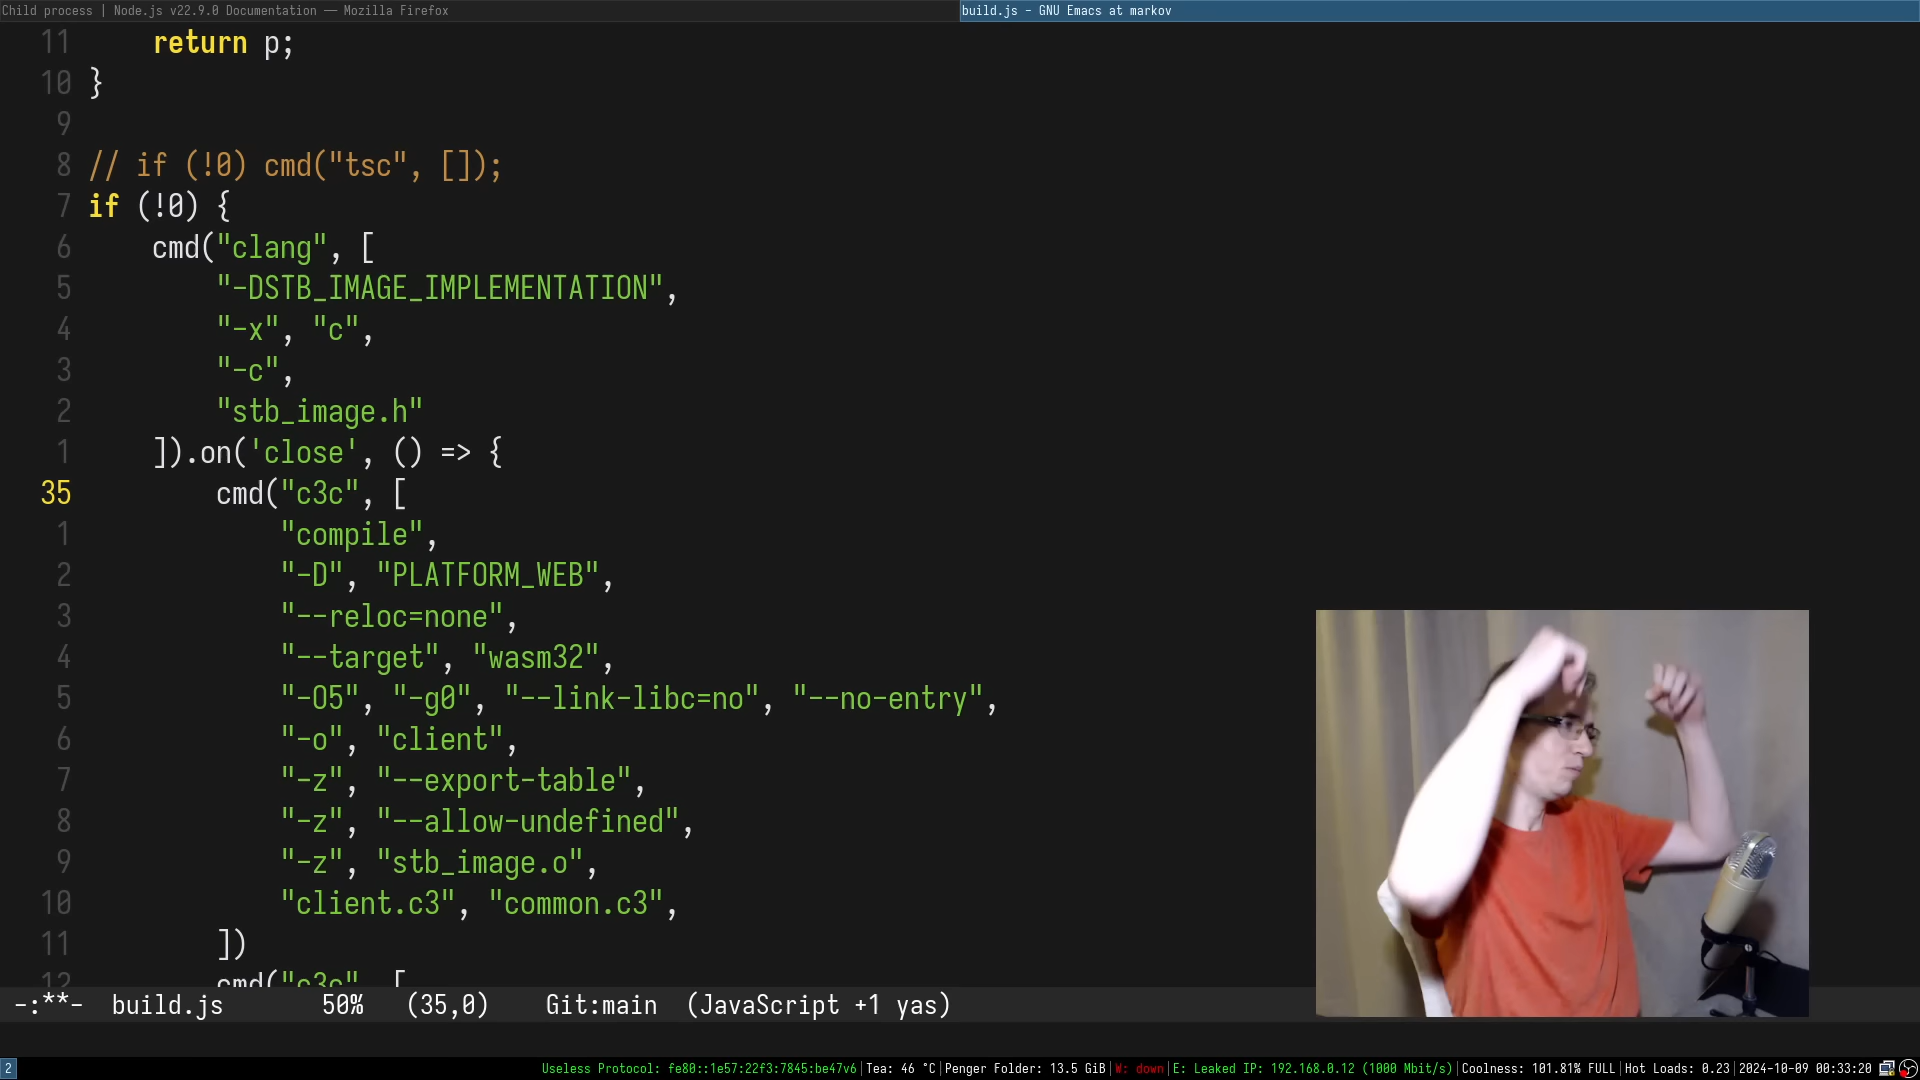 Child process | Node.js v22.9.0 Documentation — Mozilla Firefox
build.js - GNU Emacs at markov
11 return p;
10 }
9
8 // if (!0) cmd("tsc", []);
7 if (!0) {
6 cmd("clang", [
5 "-DSTB_IMAGE_IMPLEMENTATION",
4 "-x", "c",
3 "-c",
2 "stb_image.h"
1 ]).on('close', () => {
35 cmd("c3c", [
1 "compile",
2 "-D", "PLATFORM_WEB",
3 "--reloc=none",
4 "--target", "wasm32",
5 "-O5", "-g0", "--link-libc=no", "--no-entry",
6 "-o", "client",
7 "-z", "--export-table",
8 "-z", "--allow-undefined",
9 "-z", "stb_image.o",
10 "client.c3", "common.c3",
11 ])
12 cmd("c3c", [
-:**- build.js 50% (35,0) Git:main (JavaScript +1 yas)
2 Useless Protocol: fe80::1e57:22f3:7845:be47v6|Tea: 46 °C|Penger Folder: 13.5 GiB|W: down|E: Leaked IP: 192.168.0.12 (1000 Mbit/s)|Coolness: 101.81% FULL|Hot Loads: 0.23|2024-10-09 00:33:20